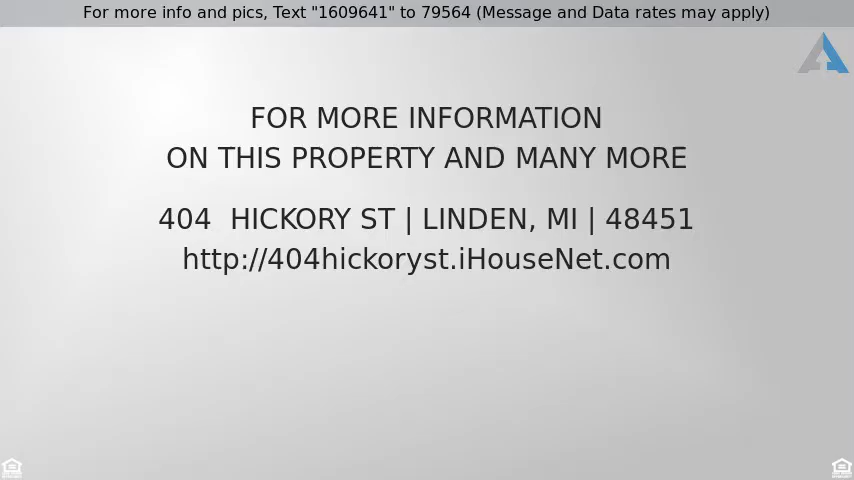 For more info and pics, Text "1609641" to 79564 (Message and Data rates may apply)
FOR MORE INFORMATION
ON THIS PROPERTY AND MANY MORE
404  HICKORY ST | LINDEN, MI | 48451
http://404hickoryst.iHouseNet.com